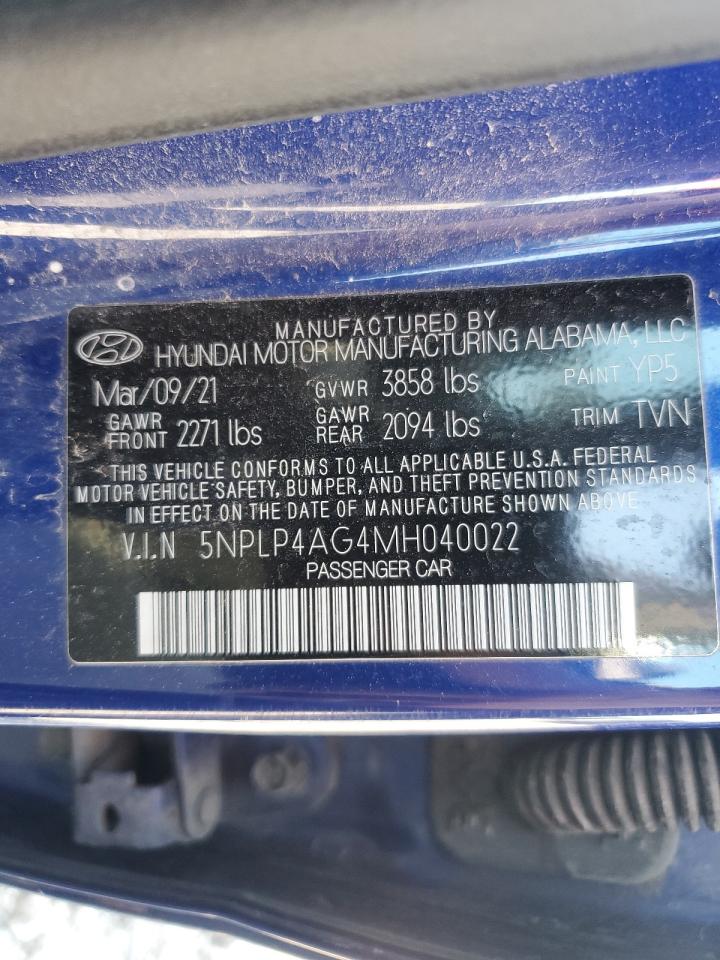 MANUFACTURED BY
HYUNDAI MOTOR MANUFACTURING ALABAMA, LLC
Mar/09/21 GVWR 3858 lbs PAINT YP5
GAWR FRONT 2271 lbs GAWR REAR 2094 lbs TRIM TVN
THIS VEHICLE CONFORMS TO ALL APPLICABLE U.S.A. FEDERAL
MOTOR VEHICLE SAFETY, BUMPER, AND THEFT PREVENTION STANDARDS
IN EFFECT ON THE DATE OF MANUFACTURE SHOWN ABOVE
V.I.N 5NPLP4AG4MH040022
PASSENGER CAR